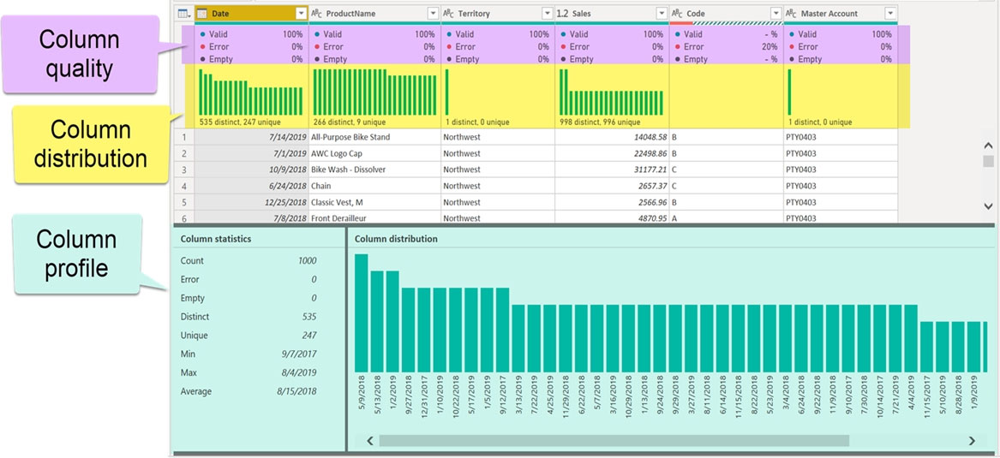 Column
quality
Column
distribution
Column
profile
Date ABC ProductName ABC Territory 1.2 Sales ABC Code ABC Master Account
Valid 100% Valid 100% Valid 100% Valid 100% Valid - % Valid 100%
Error 0% Error 0% Error 0% Error 0% Error 20% Error 0%
Empty 0% Empty 0% Empty 0% Empty 0% Empty - % Empty 0%
535 distinct, 247 unique 266 distinct, 9 unique 1 distinct, 0 unique 998 distinct, 996 unique 1 distinct, 0 unique
1 7/14/2019 All-Purpose Bike Stand Northwest 14048.58 B PTY0403
2 7/1/2019 AWC Logo Cap Northwest 22498.86 B PTY0403
3 10/9/2018 Bike Wash - Dissolver Northwest 31177.21 C PTY0403
4 6/24/2018 Chain Northwest 2657.37 C PTY0403
5 12/25/2018 Classic Vest, M Northwest 2566.96 B PTY0403
6 7/8/2018 Front Derailleur Northwest 4870.95 A PTY0403
Column statistics
Count 1000
Error 0
Empty 0
Distinct 535
Unique 247
Min 9/7/2017
Max 8/4/2019
Average 8/15/2018
Column distribution
5/9/2018
5/13/2018
1/2/2019
9/27/2018
12/31/2017
1/10/2019
10/22/2018
5/17/2019
1/5/2019
9/12/2017
3/13/2019
7/22/2019
4/25/2019
11/29/2018
6/22/2018
5/7/2018
5/16/2019
10/29/2018
1/13/2018
9/24/2018
9/29/2018
3/27/2018
8/11/2018
6/14/2018
11/15/2018
8/22/2018
5/23/2019
3/4/2018
6/24/2018
9/22/2018
11/9/2018
9/10/2017
7/30/2018
10/14/2017
7/21/2019
4/4/2019
11/15/2017
5/10/2019
8/28/2018
1/9/2019